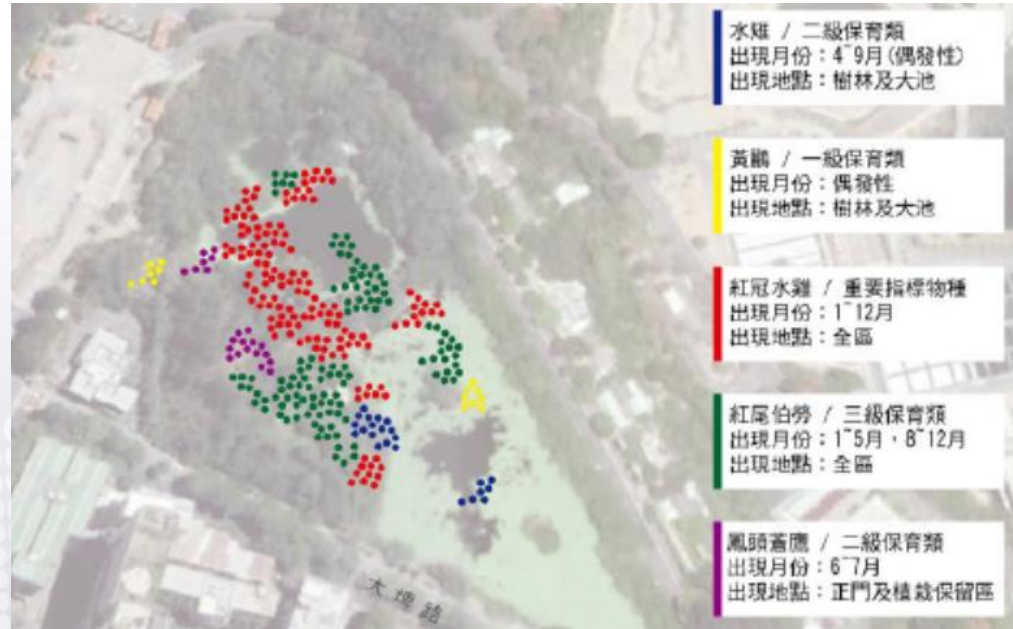 水雉 / 二級保育類
出現月份：4~9月(偶發性)
出現地點：樹林及大池
黃鸝 / 一級保育類
出現月份：偶發性
出現地點：樹林及大池
紅冠水雞 / 重要指標物種
出現月份：1~12月
出現地點：全區
紅尾伯勞 / 三級保育類
出現月份：1~5月，8~12月
出現地點：全區
鳳頭蒼鷹 / 二級保育類
出現月份：6~7月
出現地點：正門及植栽保留區
大埤路